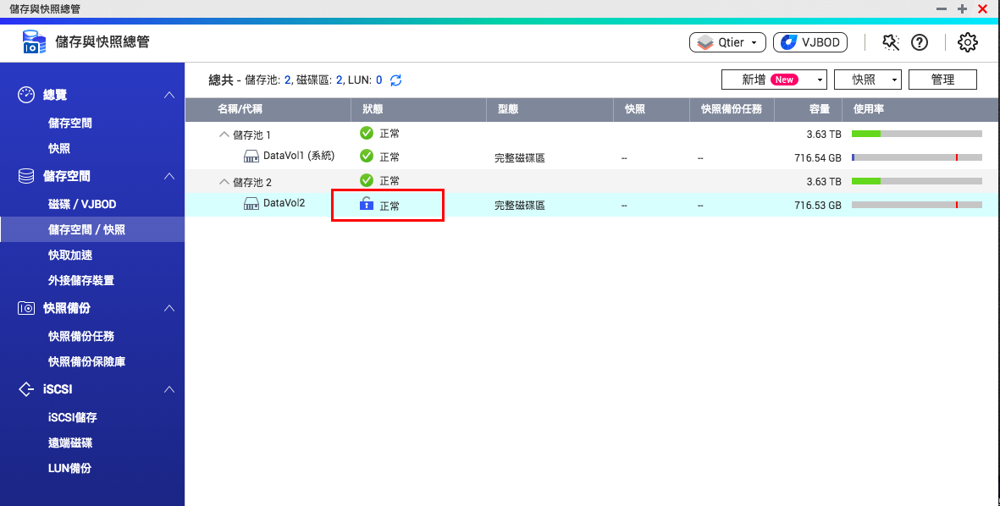 儲存與快照總管
儲存與快照總管
Qtier
VJBOD
總覽
儲存空間
快照
儲存空間
磁碟 / VJBOD
儲存空間 / 快照
快取加速
外接儲存裝置
快照備份
快照備份任務
快照備份保險庫
iSCSI
iSCSI儲存
遠端磁碟
LUN備份
總共 - 儲存池: 2, 磁碟區: 2, LUN: 0
新增 New
快照
管理
名稱/代稱 狀態 型態 快照 快照備份任務 容量 使用率
儲存池 1 正常 3.63 TB
DataVol1 (系統) 正常 完整磁碟區 -- -- 716.54 GB
儲存池 2 正常 3.63 TB
DataVol2 正常 完整磁碟區 -- -- 716.53 GB